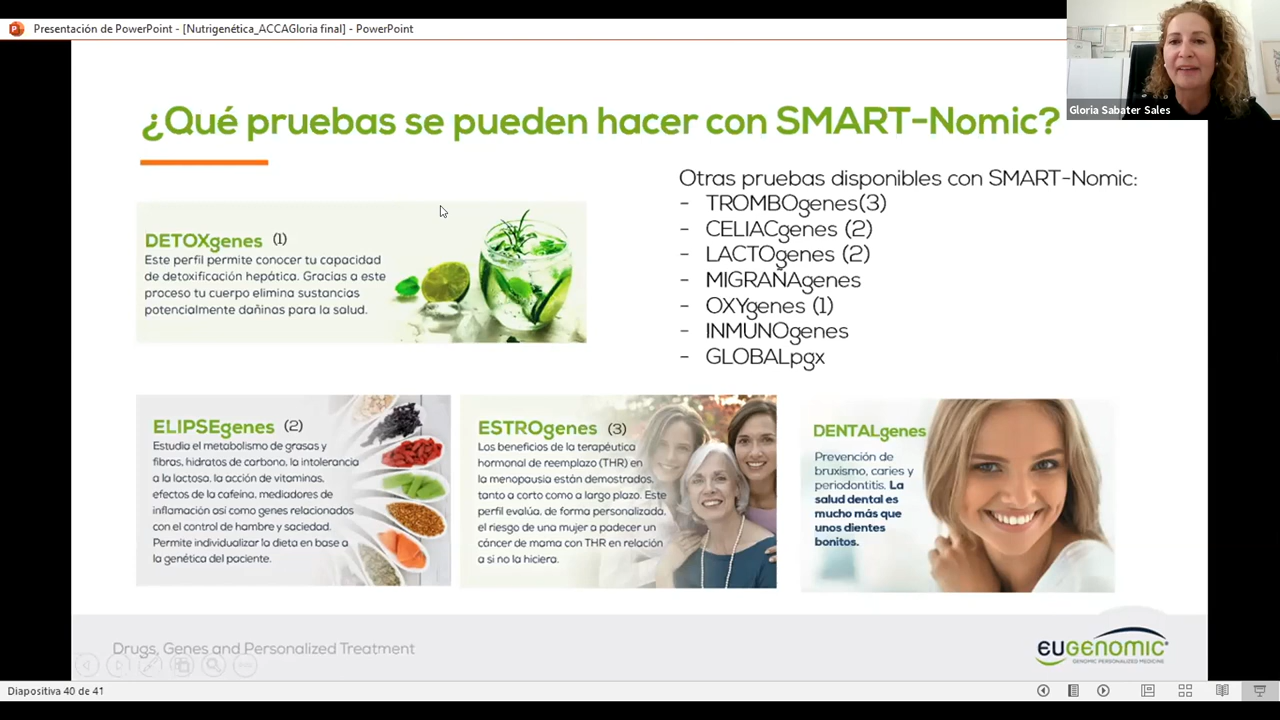 Presentación de PowerPoint - [Nutrigenética_ACCAGloria final] - PowerPoint
Gloria Sabater Sales
¿Qué pruebas se pueden hacer con SMART-Nomic?
DETOXgenes (1)
Este perfil permite conocer tu capacidad
de detoxificación hepática. Gracias a este
proceso tu cuerpo elimina sustancias
potencialmente dañinas para la salud.
Otras pruebas disponibles con SMART-Nomic:
- TROMBOgenes(3)
- CELIACgenes (2)
- LACTOgenes (2)
- MIGRAÑAgenes
- OXYgenes (1)
- INMUNOgenes
- GLOBALpgx
ELIPSEgenes (2)
Estudia el metabolismo de grasas y
fibras, hidratos de carbono, la intolerancia
a la lactosa, la acción de vitaminas,
efectos de la cafeína, mediadores de
inflamación así como genes relacionados
con el control de hambre y saciedad.
Permite individualizar la dieta en base a
la genética del paciente.
ESTROgenes (3)
Los beneficios de la terapéutica
hormonal de reemplazo (THR) en
la menopausia están demostrados,
tanto a corto como a largo plazo. Este
perfil evalúa, de forma personalizada,
el riesgo de una mujer a padecer un
cáncer de mama con THR en relación
a si no la hiciera.
DENTALgenes
Prevención de
bruxismo, caries y
periodontitis. La
salud dental es
mucho más que
unos dientes
bonitos.
Drugs, Genes and Personalized Treatment
EUGENOMIC®
GENOMIC PERSONALIZED MEDICINE
Diapositiva 40 de 41